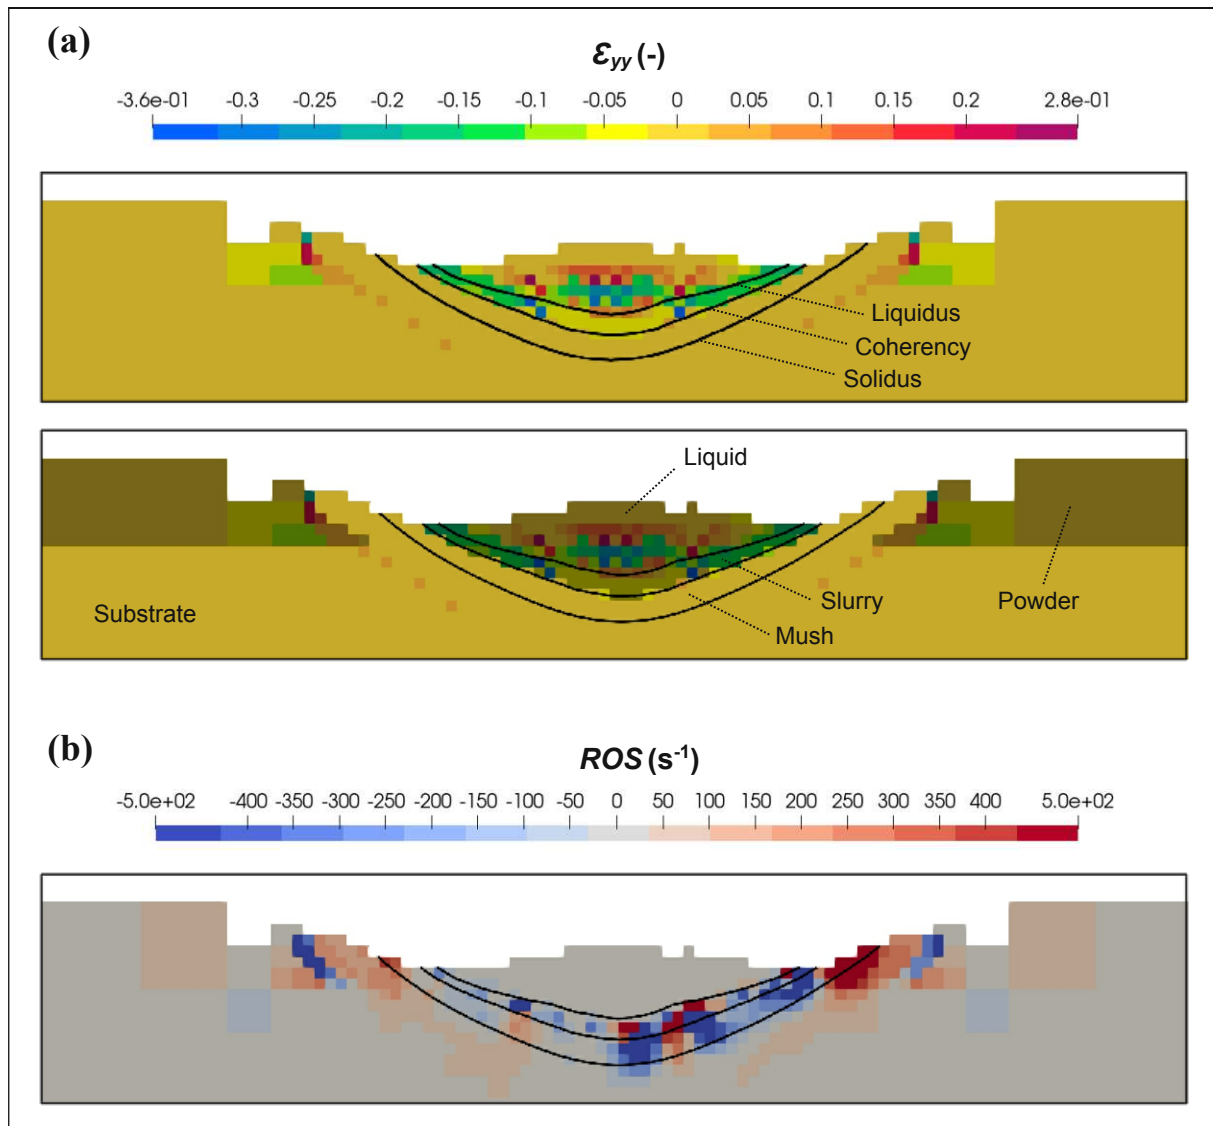 (a)
Ɛyy (-)
-3.6e-01 -0.3 -0.25 -0.2 -0.15 -0.1 -0.05 0 0.05 0.1 0.15 0.2 2.8e-01
Liquidus
Coherency
Solidus
Liquid
Slurry
Powder
Substrate
Mush
(b)
ROS (s-1)
-5.0e+02 -400 -350 -300 -250 -200 -150 -100 -50 0 50 100 150 200 250 300 350 400 5.0e+02